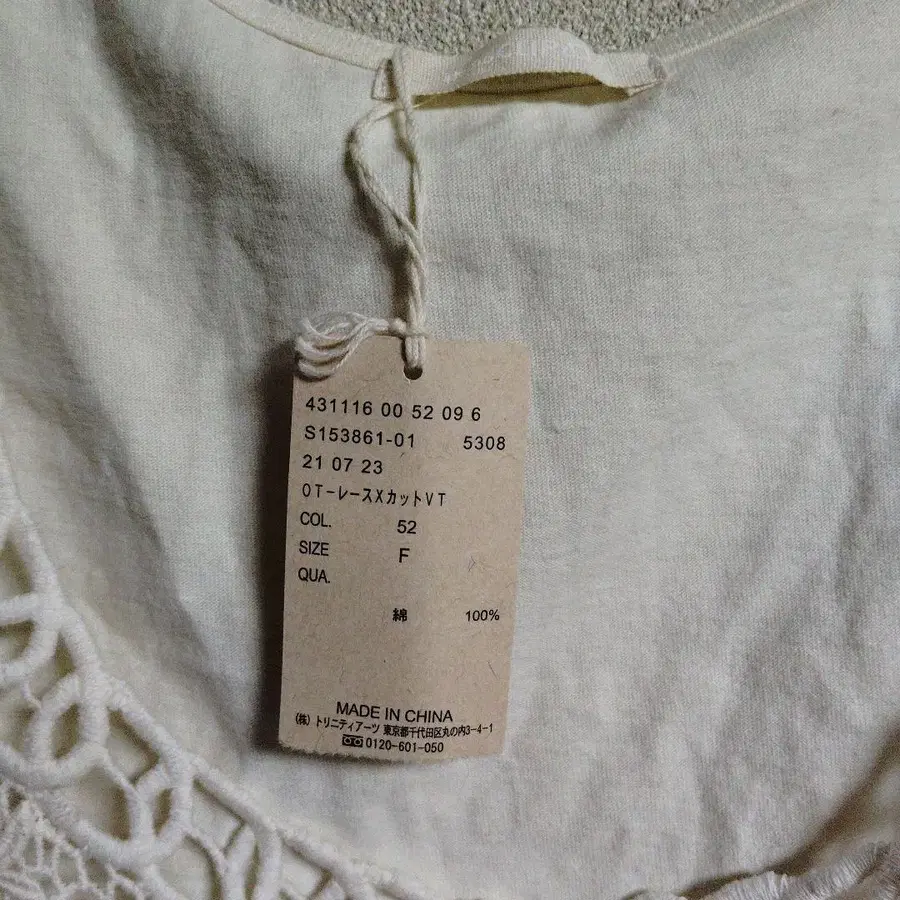 431116 00 52 09 6
S153861-01 5308
21 07 23
OT-レースXカットVT
COL. 52
SIZE F
QUA.
綿 100%
MADE IN CHINA
(株) トリニティアーツ 東京都千代田区丸の内3-4-1
0120-601-050